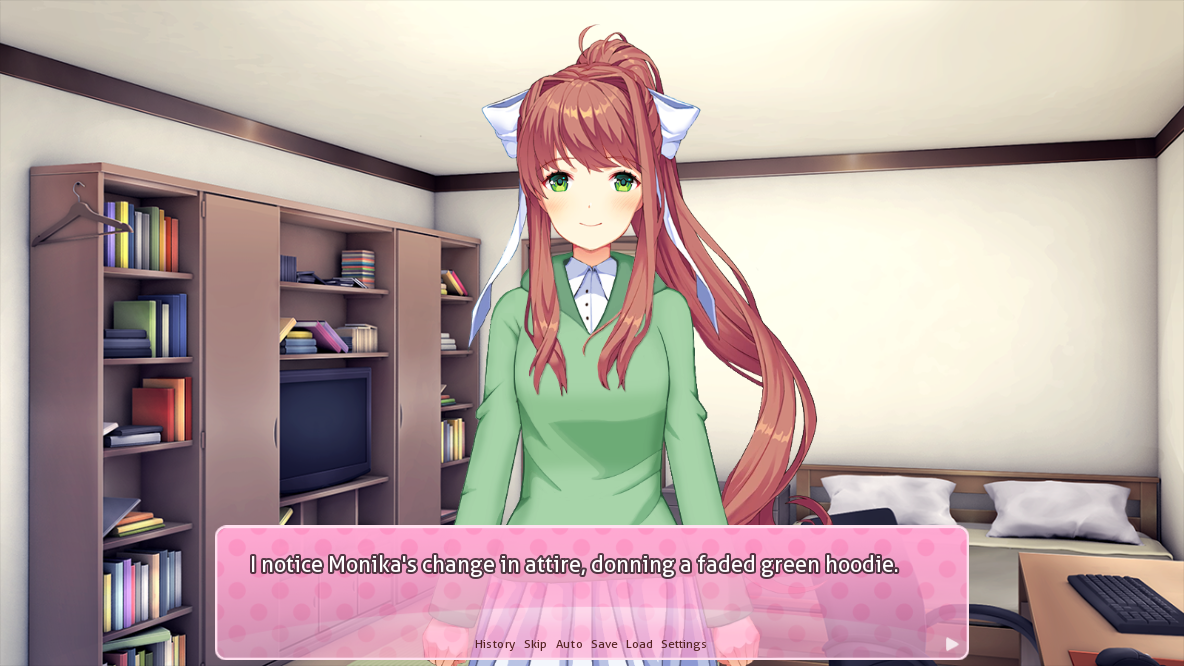 I notice Monika's change in attire, donning a faded green hoodie.
History Skip Auto Save Load Settings